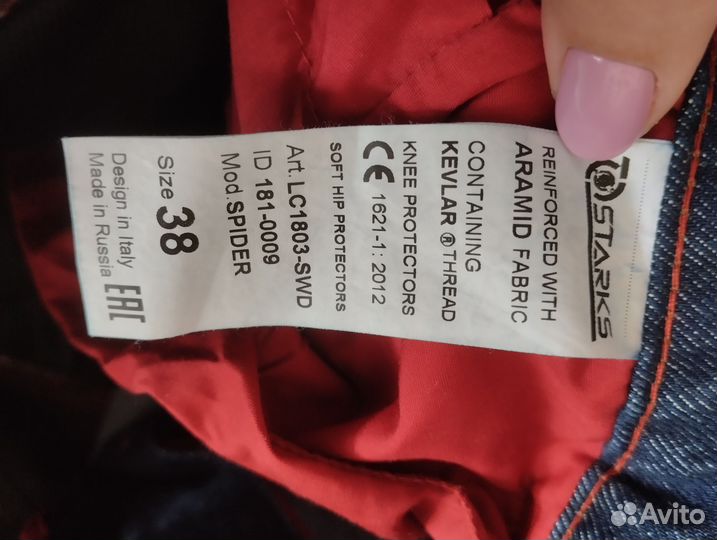 STARKS
REINFORCED WITH
ARAMID FABRIC
CONTAINING
KEVLAR ® THREAD
KNEE PROTECTORS
CE 1621-1: 2012
SOFT HIP PROTECTORS
Art. LC1803-SWD
ID 181-0009
Mod. SPIDER
Size 38
Design in Italy
Made in Russia
EAC
Avito